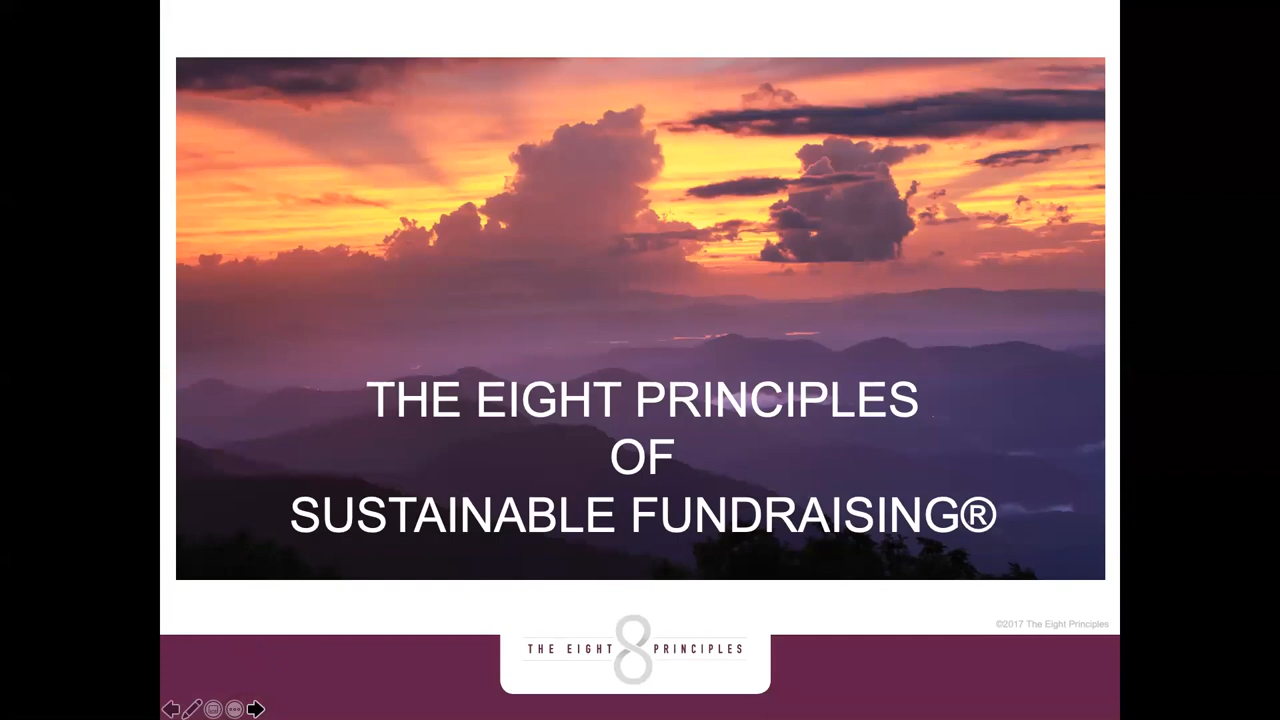 THE EIGHT PRINCIPLES
OF
SUSTAINABLE FUNDRAISING®
©2017 The Eight Principles
THE EIGHT 8 PRINCIPLES